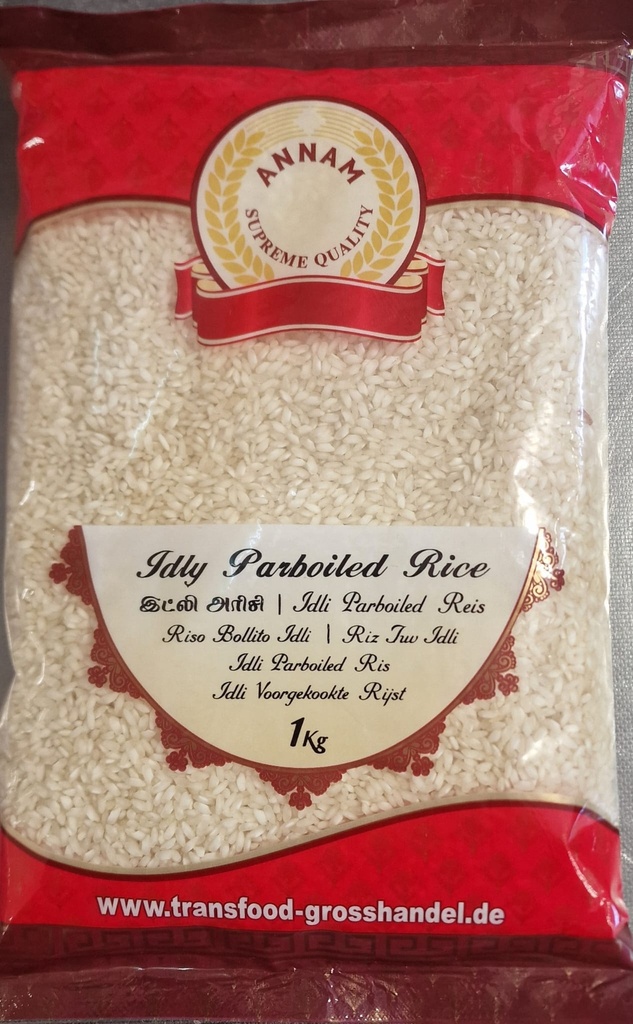 ANNAM
SUPREME QUALITY
Idly Parboiled Rice
இட்லி அரிசி | Idli Parboiled Reis
Riso Bollito Idli | Riz Tuv Idli
Idli Parboiled Ris
Idli Voorgekookte Rijst
1Kg
www.transfood-grosshandel.de